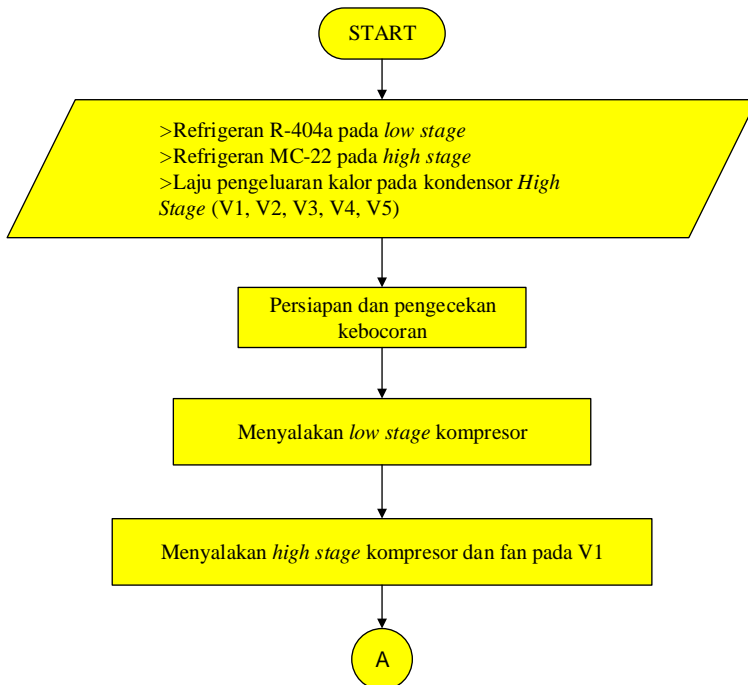 START
>Refrigeran R-404a pada low stage
>Refrigeran MC-22 pada high stage
>Laju pengeluaran kalor pada kondensor High
Stage (V1, V2, V3, V4, V5)
Persiapan dan pengecekan
kebocoran
Menyalakan low stage kompresor
Menyalakan high stage kompresor dan fan pada V1
A